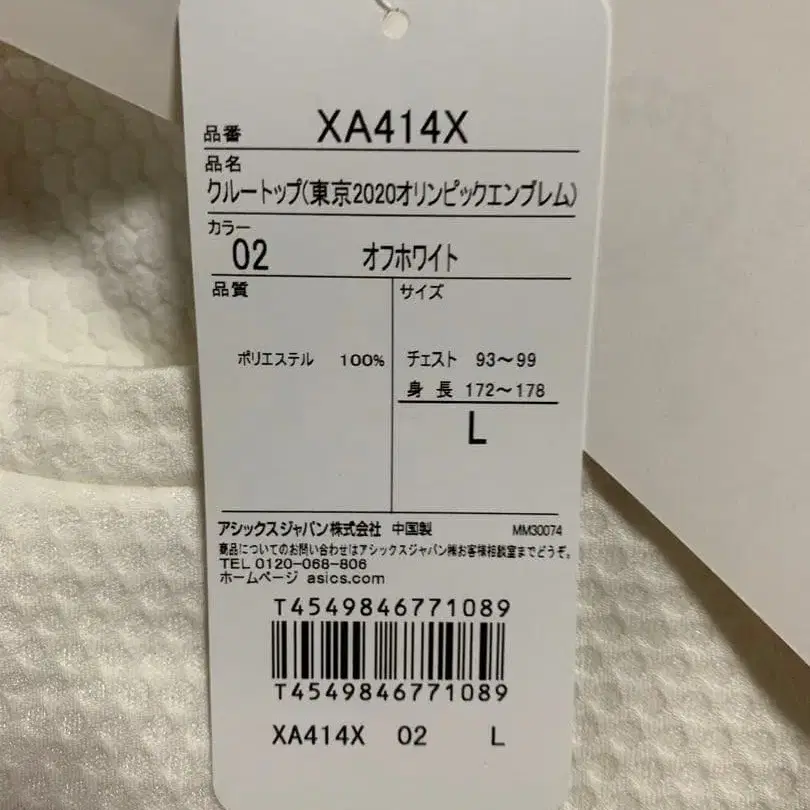 品番 XA414X
品名
クルートップ(東京2020オリンピックエンブレム)
カラー
02 オフホワイト
品質 サイズ
ポリエステル 100% チェスト 93〜99
身長 172〜178
L
アシックスジャパン株式会社 中国製 MM30074
商品についてのお問い合わせはアシックスジャパン㈱お客様相談室までどうぞ。
TEL 0120-068-806
ホームページ asics.com
T4549846771089
T4549846771089
XA414X 02 L